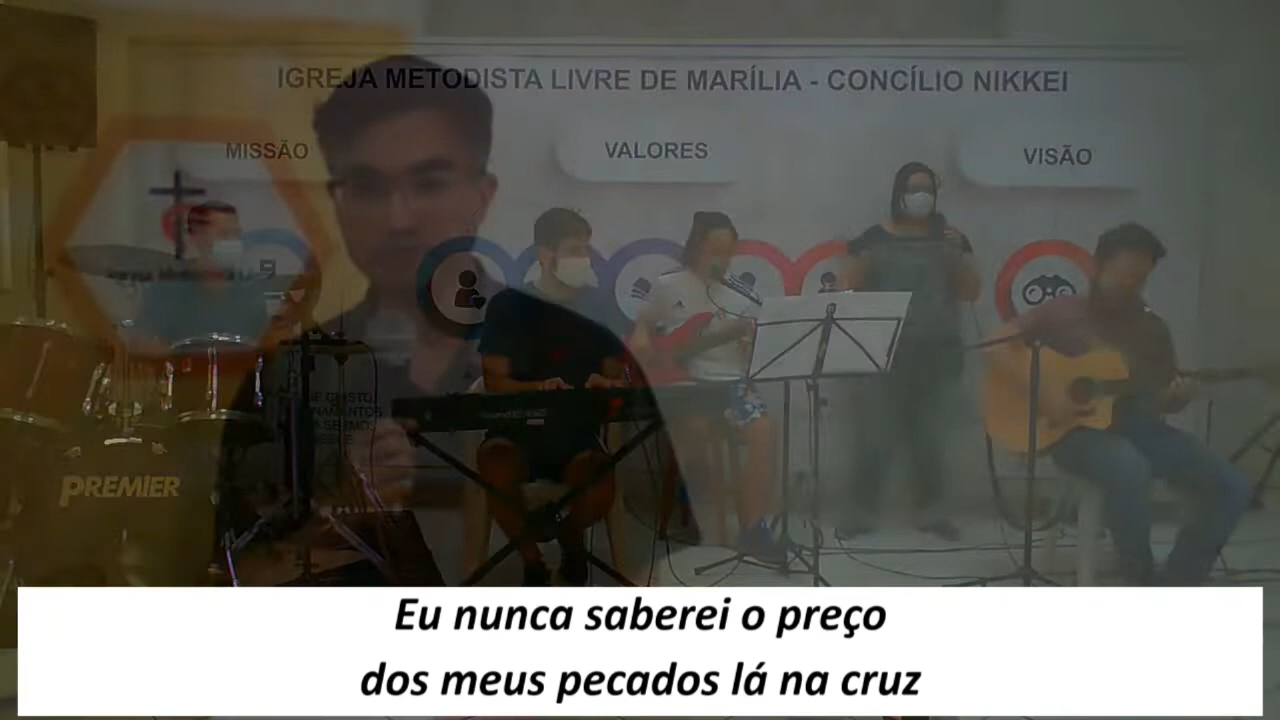 IGREJA METODISTA LIVRE DE MARÍLIA - CONCÍLIO NIKKEI
MISSÃO
VALORES
VISÃO
PREMIER
Eu nunca saberei o preço
dos meus pecados lá na cruz